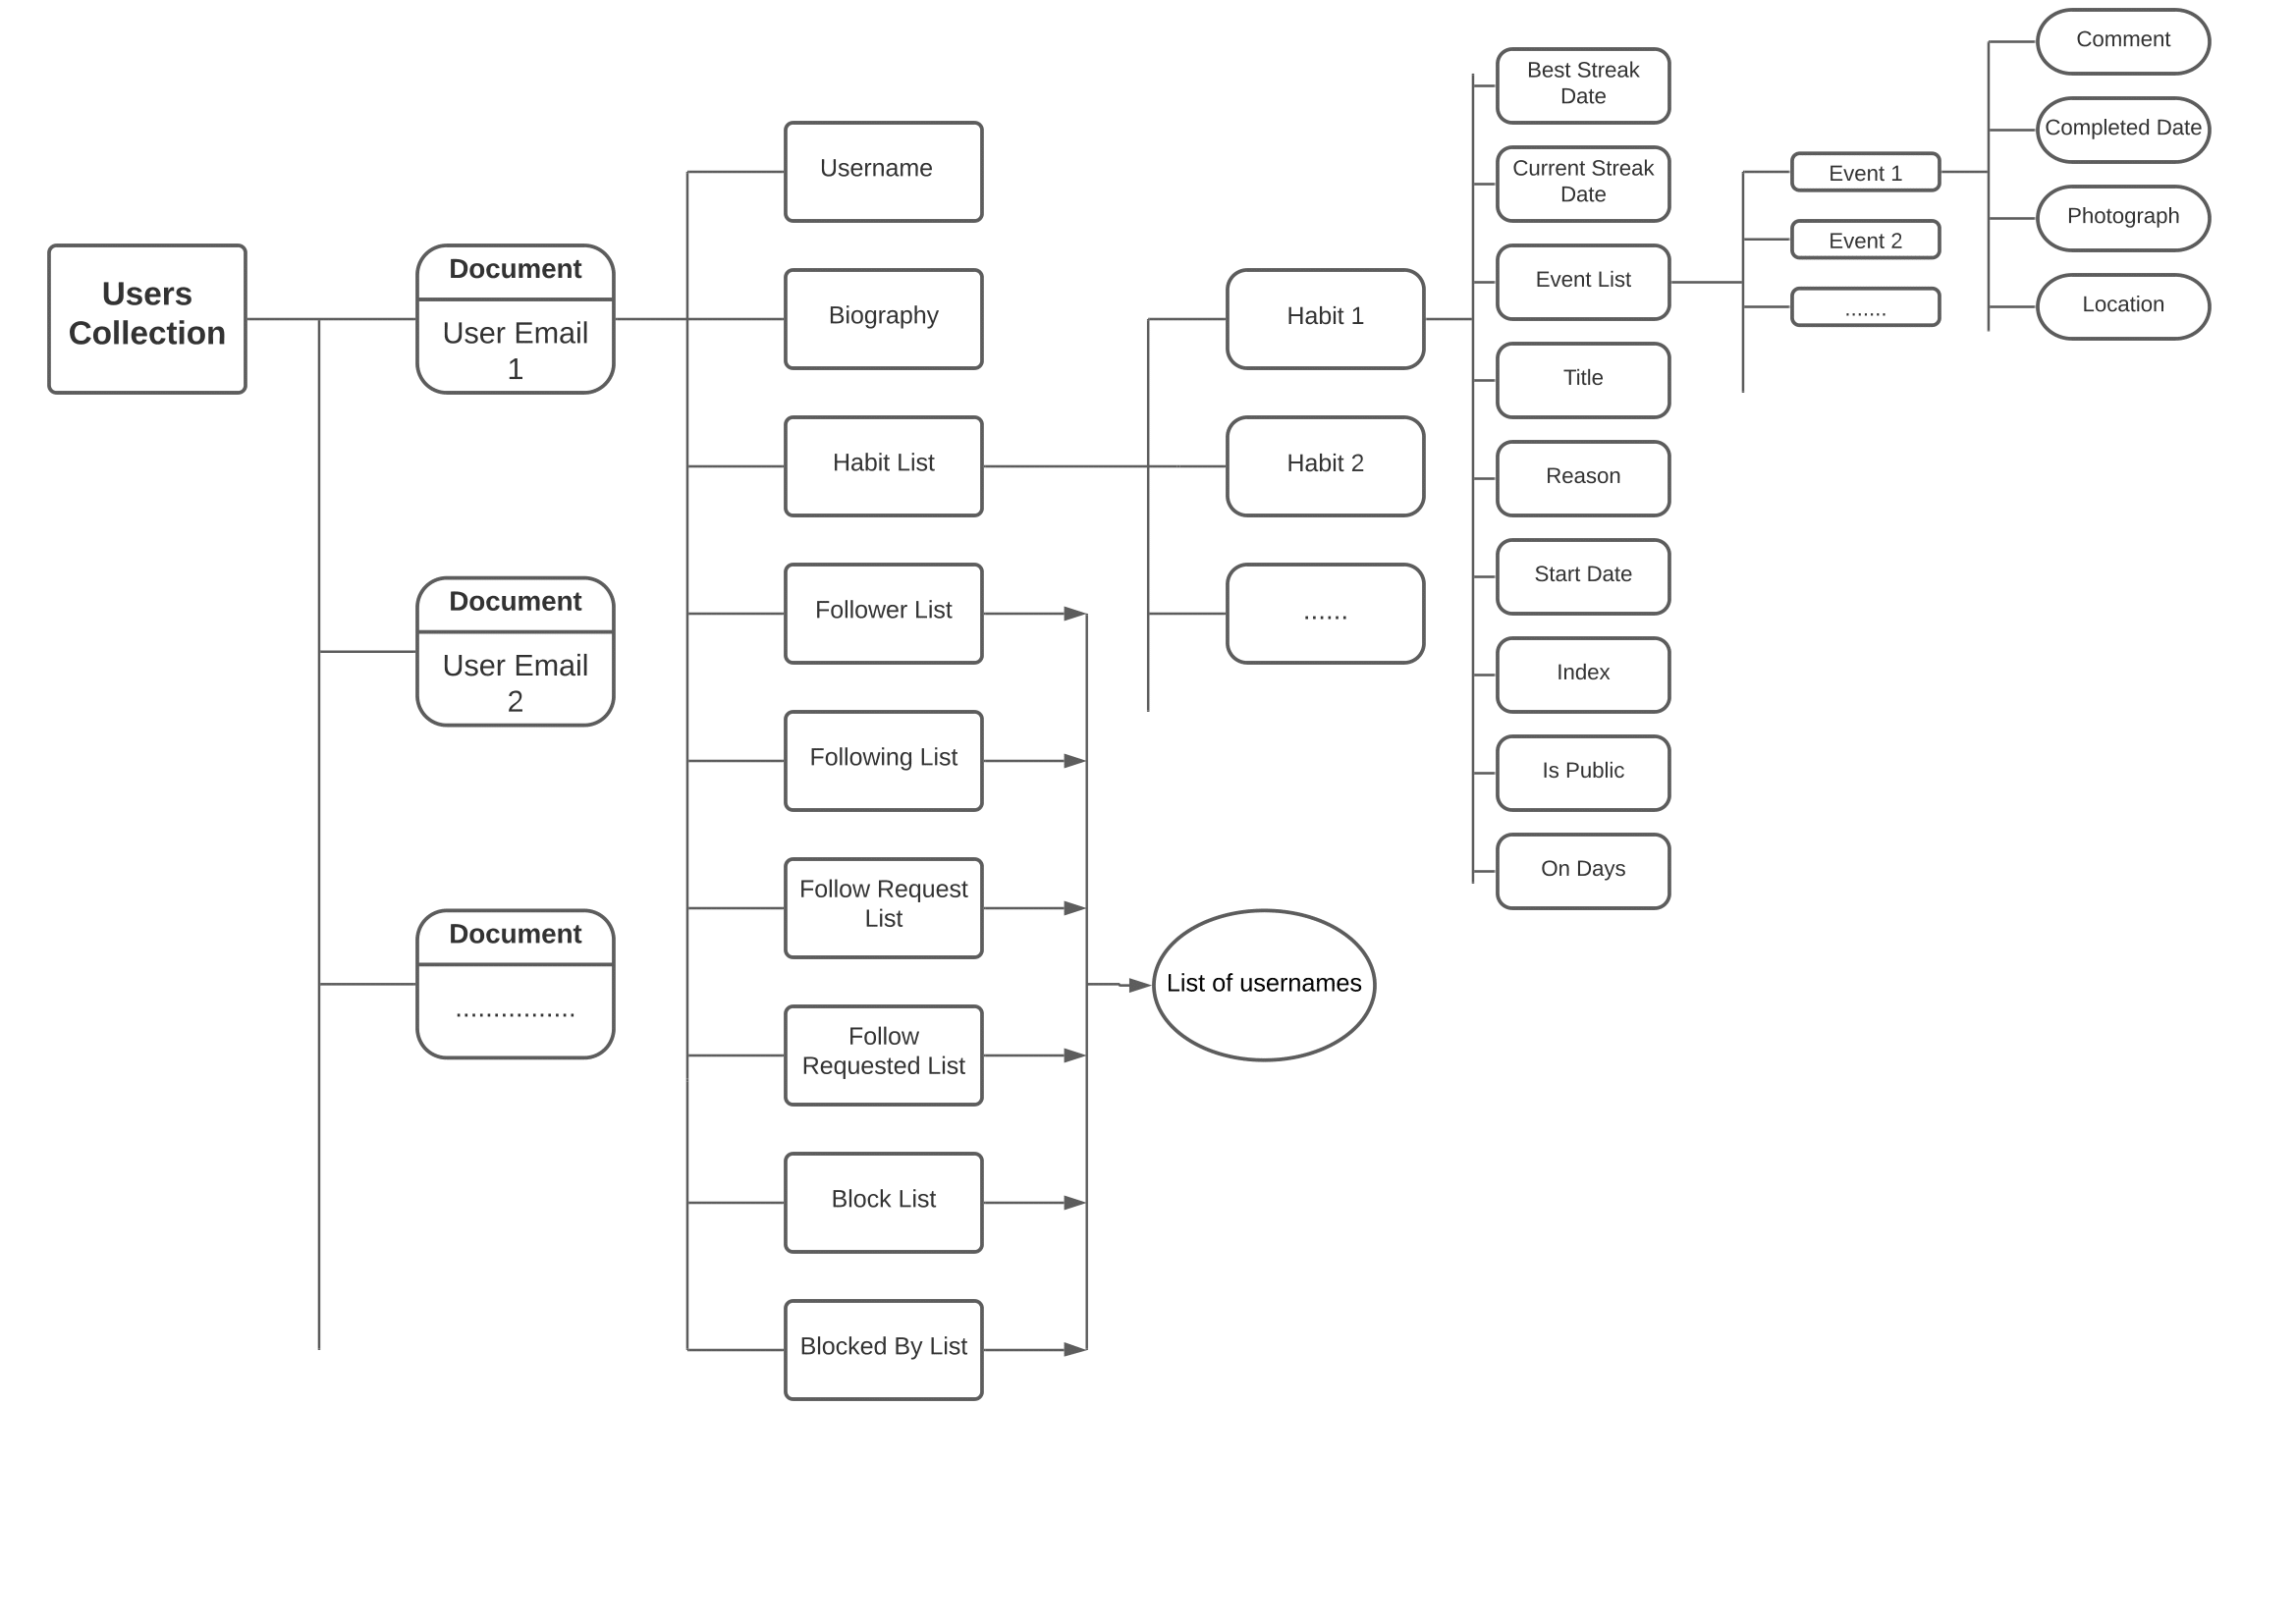 Users
Collection
Document
User Email
1
Document
User Email
2
Document
................
Username
Biography
Habit List
Follower List
Following List
Follow Request
List
Follow
Requested List
Block List
Blocked By List
List of usernames
Habit 1
Habit 2
......
Best Streak
Date
Current Streak
Date
Event List
Title
Reason
Start Date
Index
Is Public
On Days
Event 1
Event 2
.......
Comment
Completed Date
Photograph
Location